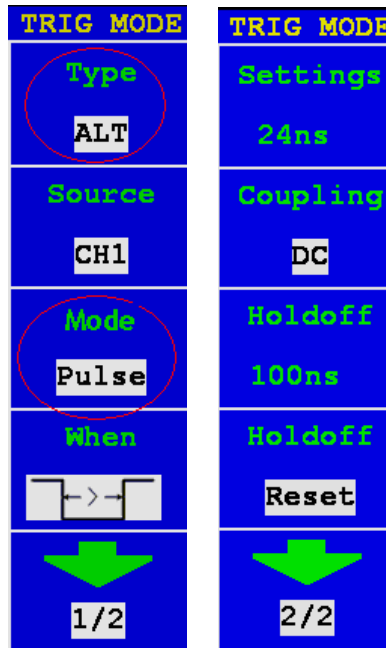 TRIG MODE
Type
ALT
Source
CH1
Mode
Pulse
When
>
1/2
TRIG MODE
Settings
24ns
Coupling
DC
Holdoff
100ns
Holdoff
Reset
2/2